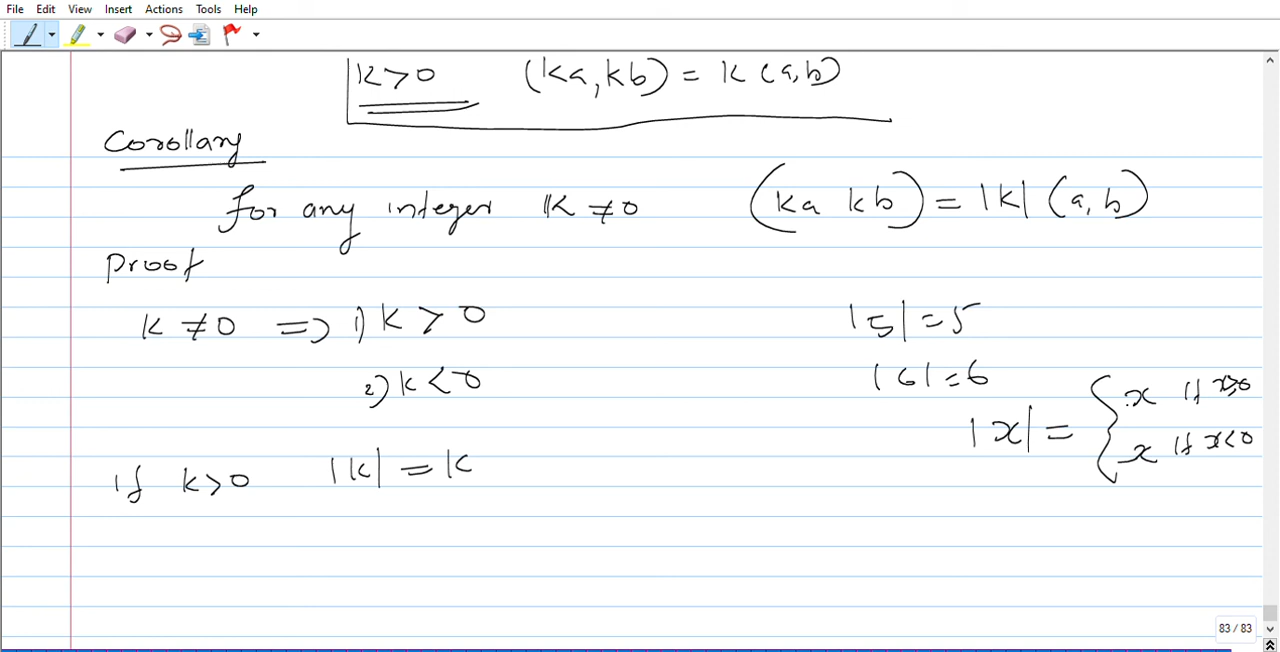 File Edit View Insert Actions Tools Help
K>0 (ka,kb) = K (a,b)
Corollary
for any integer K ≠0 (ka kb) = |k| (a, b)
Proof
K ≠0 => 1) K > 0 |5| = 5
2) K < 0 |6| = 6
|x| = { x if x≥0
x if x<0
If K>0 |k| = K
83 / 83